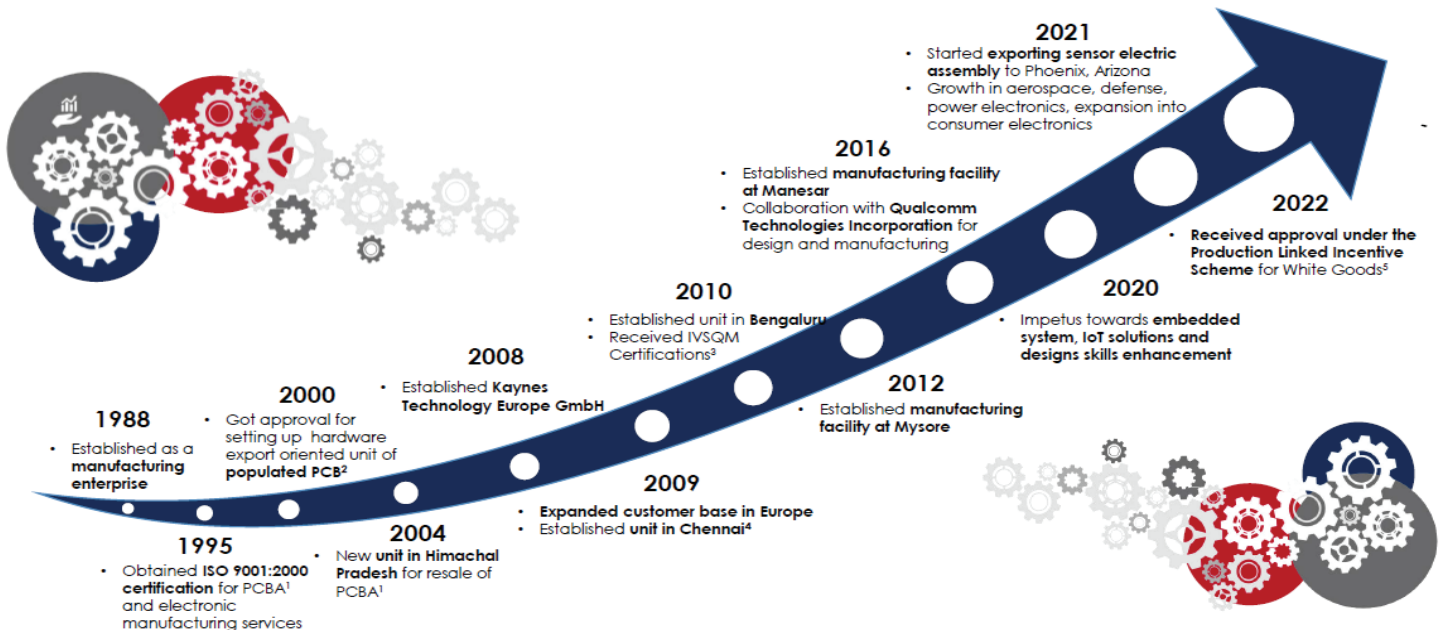 1988
• Established as a
manufacturing
enterprise
1995
• Obtained ISO 9001:2000
certification for PCBA¹
and electronic
manufacturing services
2000
• Got approval for
setting up hardware
export oriented unit of
populated PCB²
2004
• New unit in Himachal
Pradesh for resale of
PCBA¹
2008
• Established Kaynes
Technology Europe GmbH
2009
• Expanded customer base in Europe
• Established unit in Chennai⁴
2010
• Established unit in Bengaluru
• Received IVSQM
Certifications³
2012
• Established manufacturing
facility at Mysore
2016
• Established manufacturing facility
at Manesar
• Collaboration with Qualcomm
Technologies Incorporation for
design and manufacturing
2020
• Impetus towards embedded
system, IoT solutions and
designs skills enhancement
2021
• Started exporting sensor electric
assembly to Phoenix, Arizona
• Growth in aerospace, defense,
power electronics, expansion into
consumer electronics
2022
• Received approval under the
Production Linked Incentive
Scheme for White Goods⁵